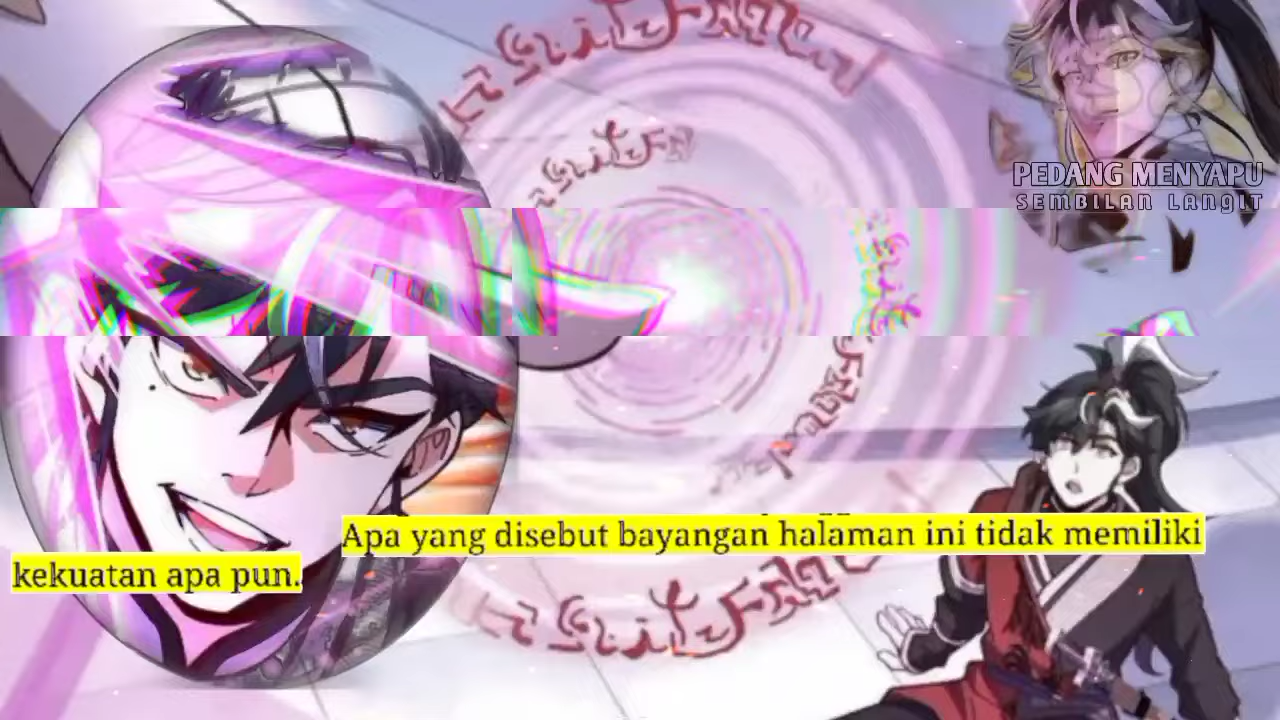 PEDANG MENYAPU
SEMBILAN LANGIT
Apa yang disebut bayangan halaman ini tidak memiliki
kekuatan apa pun.